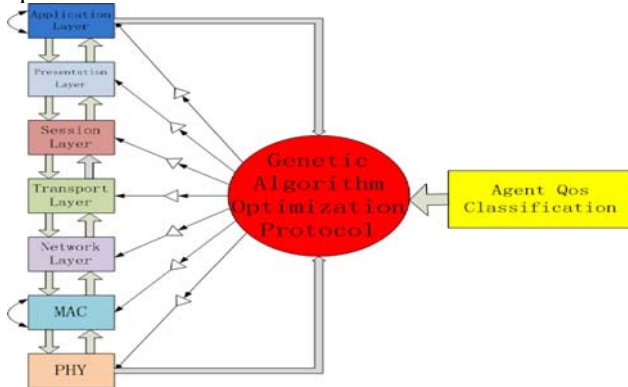 Application
Layer
Presentation
Layer
Session
Layer
Transport
Layer
Network
Layer
MAC
PHY
Genetic
Algorithm
Optimization
Protocol
Agent Qos
Classification